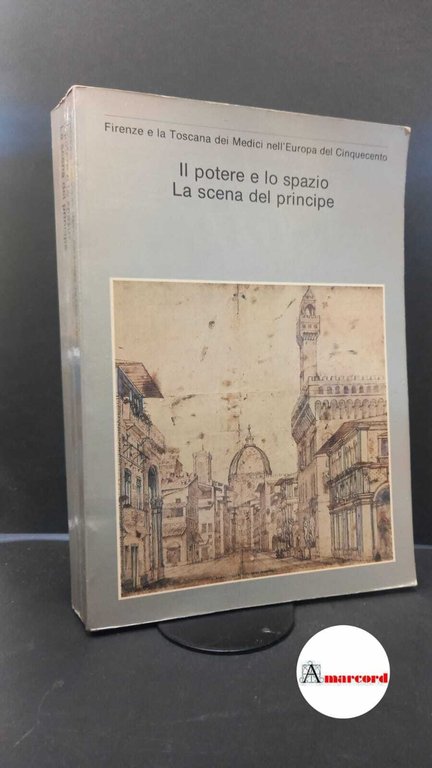 Firenze e la Toscana dei Medici nell'Europa del Cinquecento
Il potere e lo spazio
La scena del principe
Amarcord